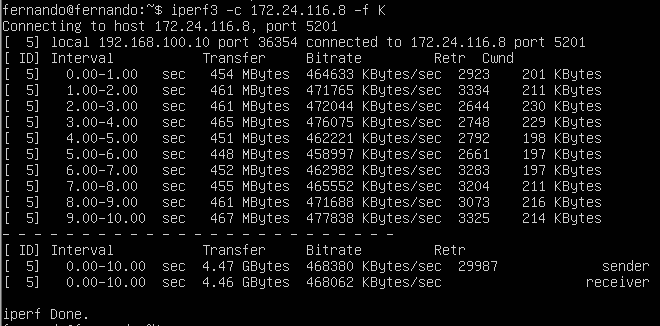 fernando@fernando:~$ iperf3 -c 172.24.116.8 -f K
Connecting to host 172.24.116.8, port 5201
[  5] local 192.168.100.10 port 36354 connected to 172.24.116.8 port 5201
[ ID] Interval           Transfer     Bitrate         Retr  Cwnd
[  5]   0.00-1.00   sec   454 MBytes  464633 KBytes/sec  2923    201 KBytes
[  5]   1.00-2.00   sec   461 MBytes  471765 KBytes/sec  3334    211 KBytes
[  5]   2.00-3.00   sec   461 MBytes  472044 KBytes/sec  2644    230 KBytes
[  5]   3.00-4.00   sec   465 MBytes  476075 KBytes/sec  2748    229 KBytes
[  5]   4.00-5.00   sec   451 MBytes  462221 KBytes/sec  2792    198 KBytes
[  5]   5.00-6.00   sec   448 MBytes  458997 KBytes/sec  2661    197 KBytes
[  5]   6.00-7.00   sec   452 MBytes  462982 KBytes/sec  3283    197 KBytes
[  5]   7.00-8.00   sec   455 MBytes  465552 KBytes/sec  3204    211 KBytes
[  5]   8.00-9.00   sec   461 MBytes  471688 KBytes/sec  3073    216 KBytes
[  5]   9.00-10.00  sec   467 MBytes  477838 KBytes/sec  3325    214 KBytes
- - - - - - - - - - - - - - - - - - - - - - - - -
[ ID] Interval           Transfer     Bitrate         Retr
[  5]   0.00-10.00  sec  4.47 GBytes  468380 KBytes/sec  29987             sender
[  5]   0.00-10.00  sec  4.46 GBytes  468062 KBytes/sec                  receiver
iperf Done.